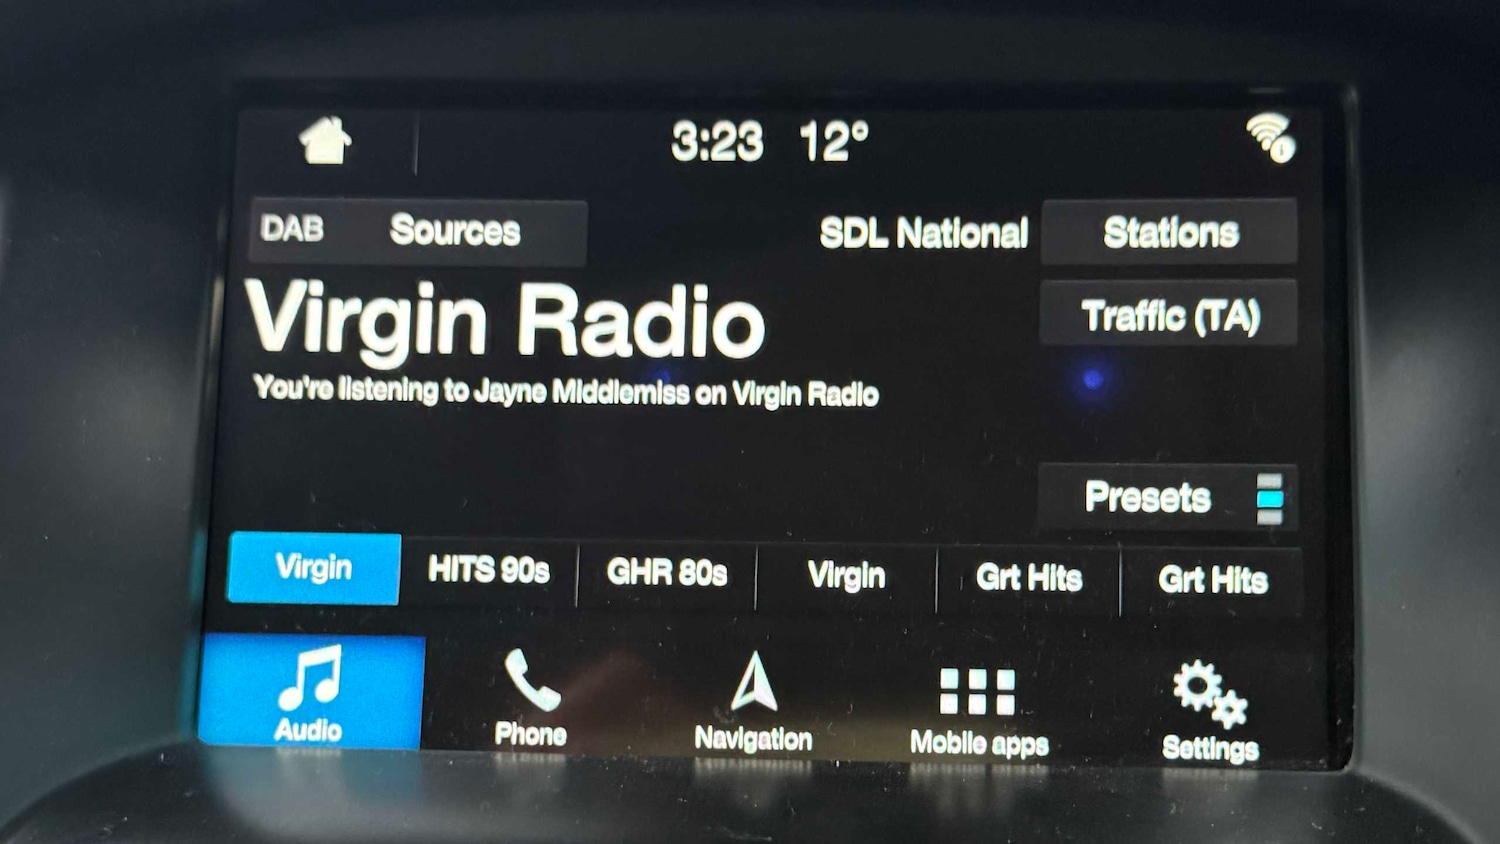 3:23 12°
DAB Sources SDL National Stations
Virgin Radio
Traffic (TA)
You're listening to Jayne Middlemiss on Virgin Radio
Presets
Virgin HITS 90s GHR 80s Virgin Grt Hits Grt Hits
Audio Phone Navigation Mobile apps Settings